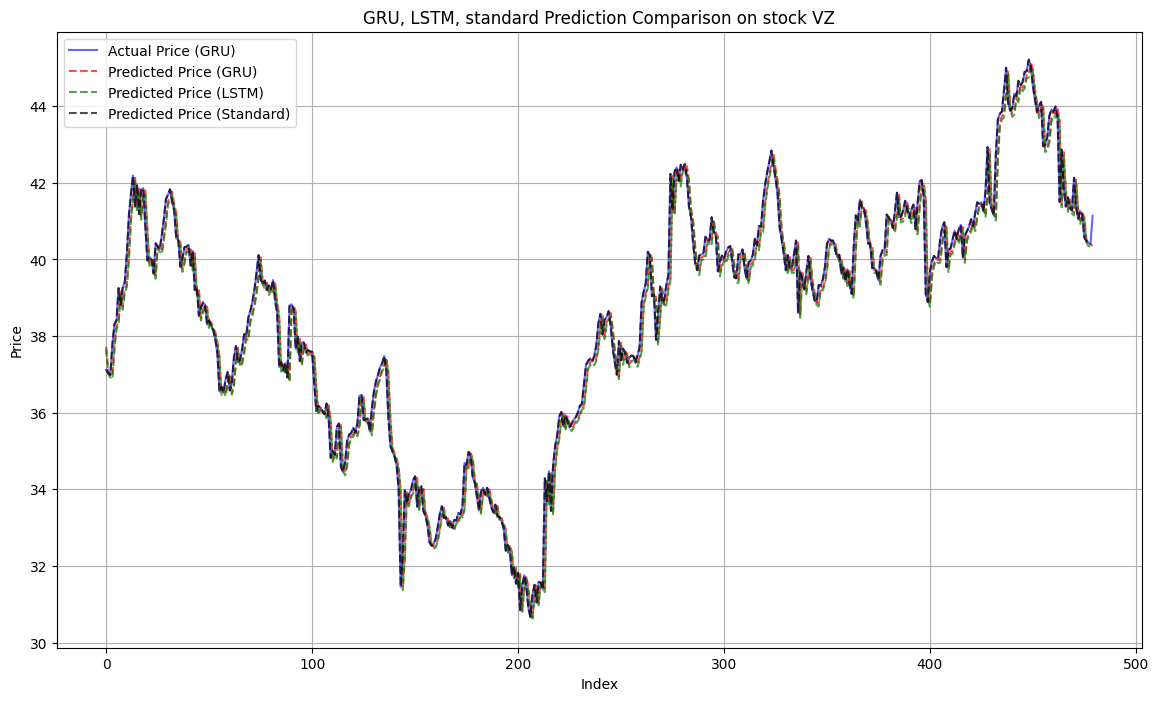 GRU, LSTM, standard Prediction Comparison on stock VZ
Actual Price (GRU)
Predicted Price (GRU)
Predicted Price (LSTM)
Predicted Price (Standard)
Price
44
42
40
38
36
34
32
30
0 100 200 300 400 500
Index